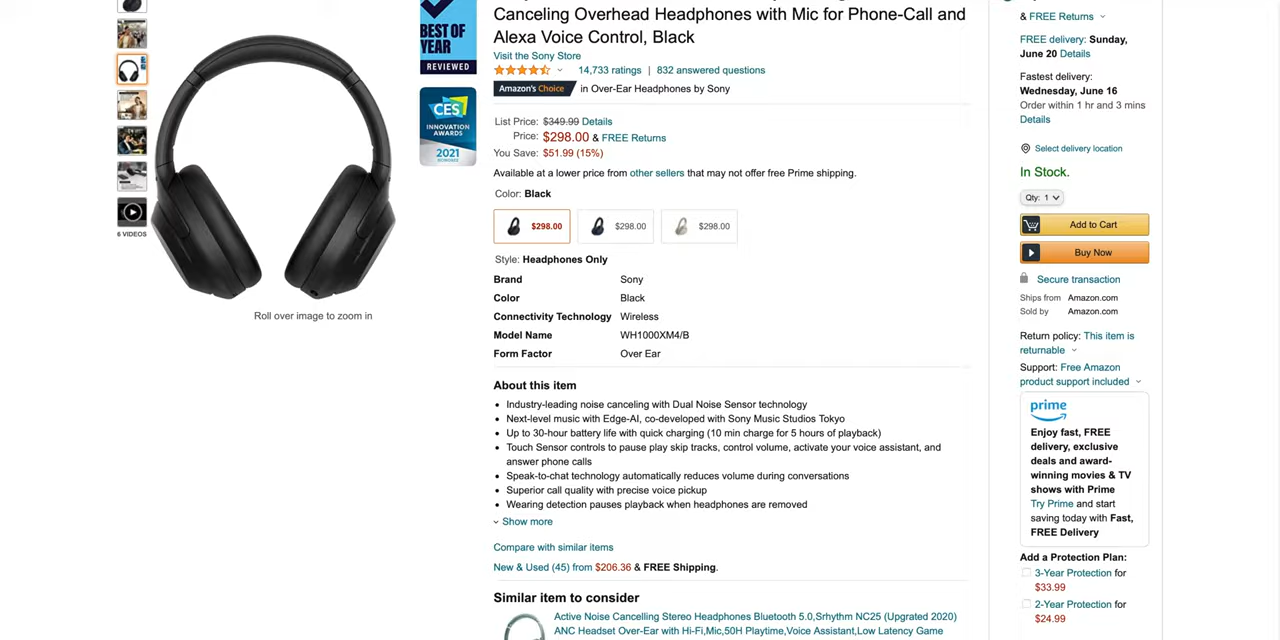 BEST OF
YEAR
REVIEWED
CES
INNOVATION
AWARDS
2021
6 VIDEOS
Roll over image to zoom in
Canceling Overhead Headphones with Mic for Phone-Call and
Alexa Voice Control, Black
Visit the Sony Store
14,733 ratings | 832 answered questions
Amazon's Choice in Over-Ear Headphones by Sony
List Price: $349.99 Details
Price: $298.00 & FREE Returns
You Save: $51.99 (15%)
Available at a lower price from other sellers that may not offer free Prime shipping.
Color: Black
$298.00 $298.00 $298.00
Style: Headphones Only
Brand Sony
Color Black
Connectivity Technology Wireless
Model Name WH1000XM4/B
Form Factor Over Ear
About this item
• Industry-leading noise canceling with Dual Noise Sensor technology
• Next-level music with Edge-AI, co-developed with Sony Music Studios Tokyo
• Up to 30-hour battery life with quick charging (10 min charge for 5 hours of playback)
• Touch Sensor controls to pause play skip tracks, control volume, activate your voice assistant, and
answer phone calls
• Speak-to-chat technology automatically reduces volume during conversations
• Superior call quality with precise voice pickup
• Wearing detection pauses playback when headphones are removed
Show more
Compare with similar items
New & Used (45) from $206.36 & FREE Shipping.
Similar item to consider
Active Noise Cancelling Stereo Headphones Bluetooth 5.0,Srhythm NC25 (Upgrated 2020)
ANC Headset Over-Ear with Hi-Fi,Mic,50H Playtime,Voice Assistant,Low Latency Game
& FREE Returns
FREE delivery: Sunday,
June 20 Details
Fastest delivery:
Wednesday, June 16
Order within 1 hr and 3 mins
Details
Select delivery location
In Stock.
Qty: 1
Add to Cart
Buy Now
Secure transaction
Ships from Amazon.com
Sold by Amazon.com
Return policy: This item is
returnable
Support: Free Amazon
product support included
prime
Enjoy fast, FREE
delivery, exclusive
deals and award-
winning movies & TV
shows with Prime
Try Prime and start
saving today with Fast,
FREE Delivery
Add a Protection Plan:
3-Year Protection for
$33.99
2-Year Protection for
$24.99